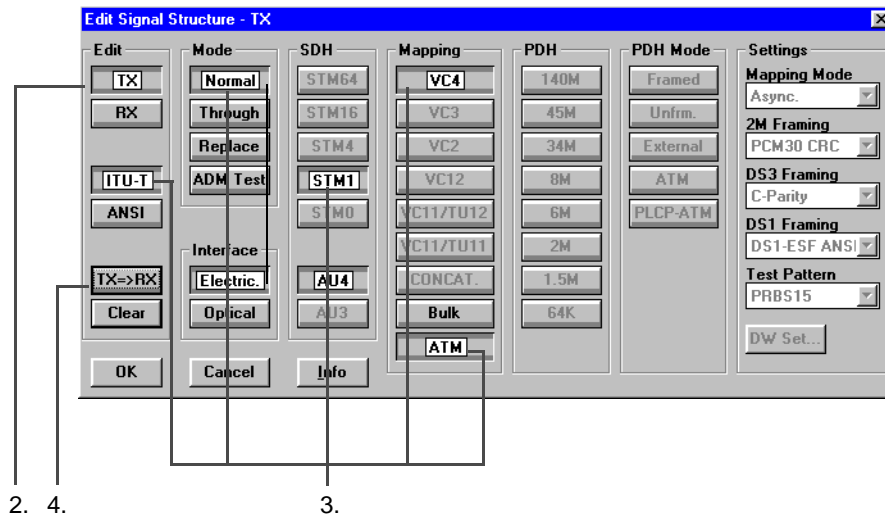 Edit Signal Structure - TX
Edit
TX
RX
ITU-T
ANSI
TX=>RX
Clear
OK
Mode
Normal
Through
Replace
ADM Test
Interface
Electric.
Optical
Cancel
SDH
STM64
STM16
STM4
STM1
STM0
AU4
AU3
Info
Mapping
VC4
VC3
VC2
VC12
VC11/TU12
VC11/TU11
CONCAT.
Bulk
ATM
PDH
140M
45M
34M
8M
6M
2M
1.5M
64K
PDH Mode
Framed
Unfrm.
External
ATM
PLCP-ATM
Settings
Mapping Mode
Async.
2M Framing
PCM30 CRC
DS3 Framing
C-Parity
DS1 Framing
DS1-ESF ANSI
Test Pattern
PRBS15
DW Set...
2. 4. 3.